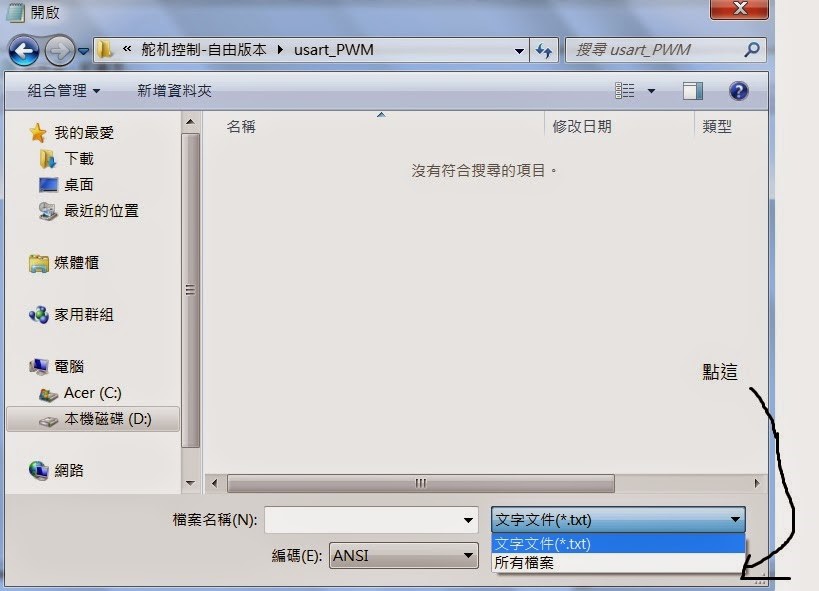 開啟
« 舵机控制-自由版本 ▸ usart_PWM
搜尋 usart_PWM
組合管理 ▾ 新增資料夾
名稱 修改日期 類型
沒有符合搜尋的項目。
我的最愛
下載
桌面
最近的位置
媒體櫃
家用群組
電腦
Acer (C:)
本機磁碟 (D:)
網路
點這
檔案名稱(N):
文字文件(*.txt)
文字文件(*.txt)
所有檔案
編碼(E): ANSI